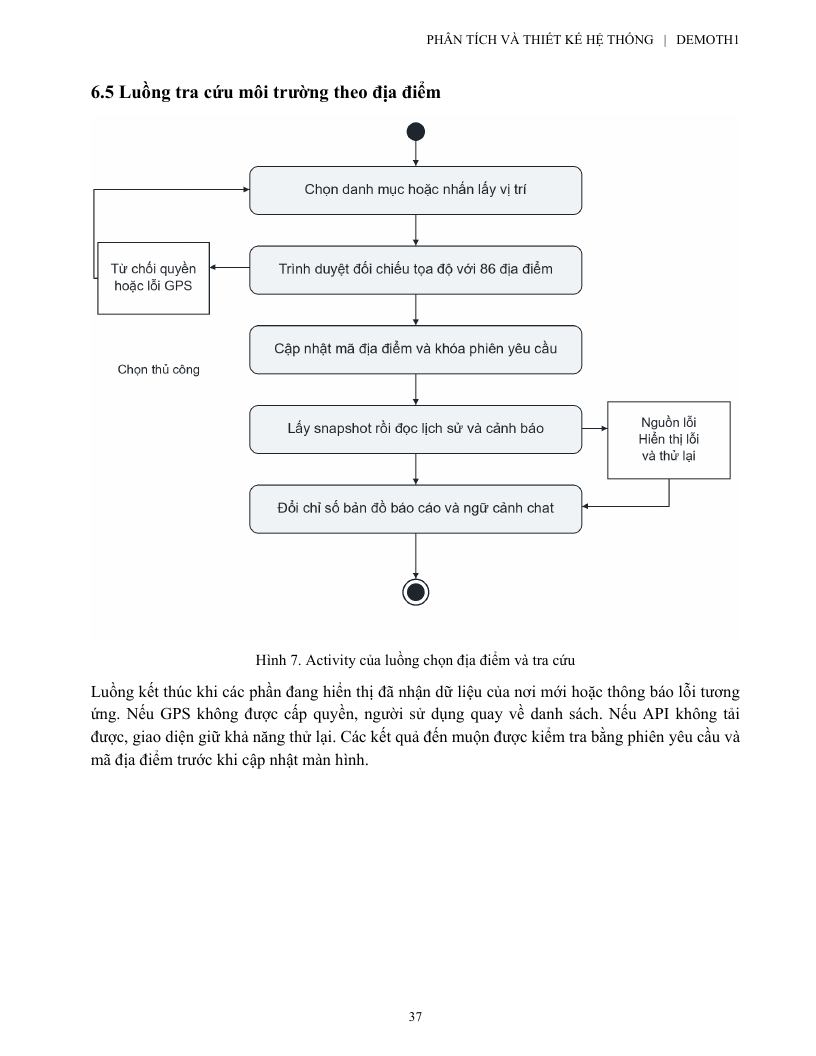 PHÂN TÍCH VÀ THIẾT KẾ HỆ THỐNG | DEMOTH1
6.5 Luồng tra cứu môi trường theo địa điểm
Chọn danh mục hoặc nhấn lấy vị trí
Từ chối quyền
hoặc lỗi GPS
Trình duyệt đối chiếu tọa độ với 86 địa điểm
Cập nhật mã địa điểm và khóa phiên yêu cầu
Chọn thủ công
Lấy snapshot rồi đọc lịch sử và cảnh báo
Nguồn lỗi
Hiển thị lỗi
và thử lại
Đổi chỉ số bản đồ báo cáo và ngữ cảnh chat
Hình 7. Activity của luồng chọn địa điểm và tra cứu
Luồng kết thúc khi các phần đang hiển thị đã nhận dữ liệu của nơi mới hoặc thông báo lỗi tương
ứng. Nếu GPS không được cấp quyền, người sử dụng quay về danh sách. Nếu API không tải
được, giao diện giữ khả năng thử lại. Các kết quả đến muộn được kiểm tra bằng phiên yêu cầu và
mã địa điểm trước khi cập nhật màn hình.
37